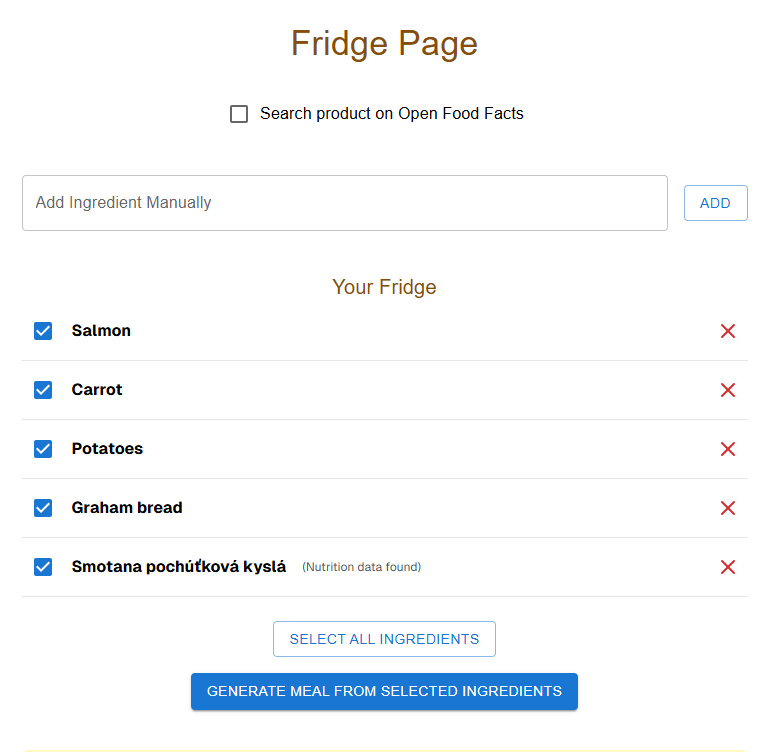 Fridge Page
Search product on Open Food Facts
Add Ingredient Manually
ADD
Your Fridge
Salmon
Carrot
Potatoes
Graham bread
Smotana pochúťková kyslá (Nutrition data found)
SELECT ALL INGREDIENTS
GENERATE MEAL FROM SELECTED INGREDIENTS